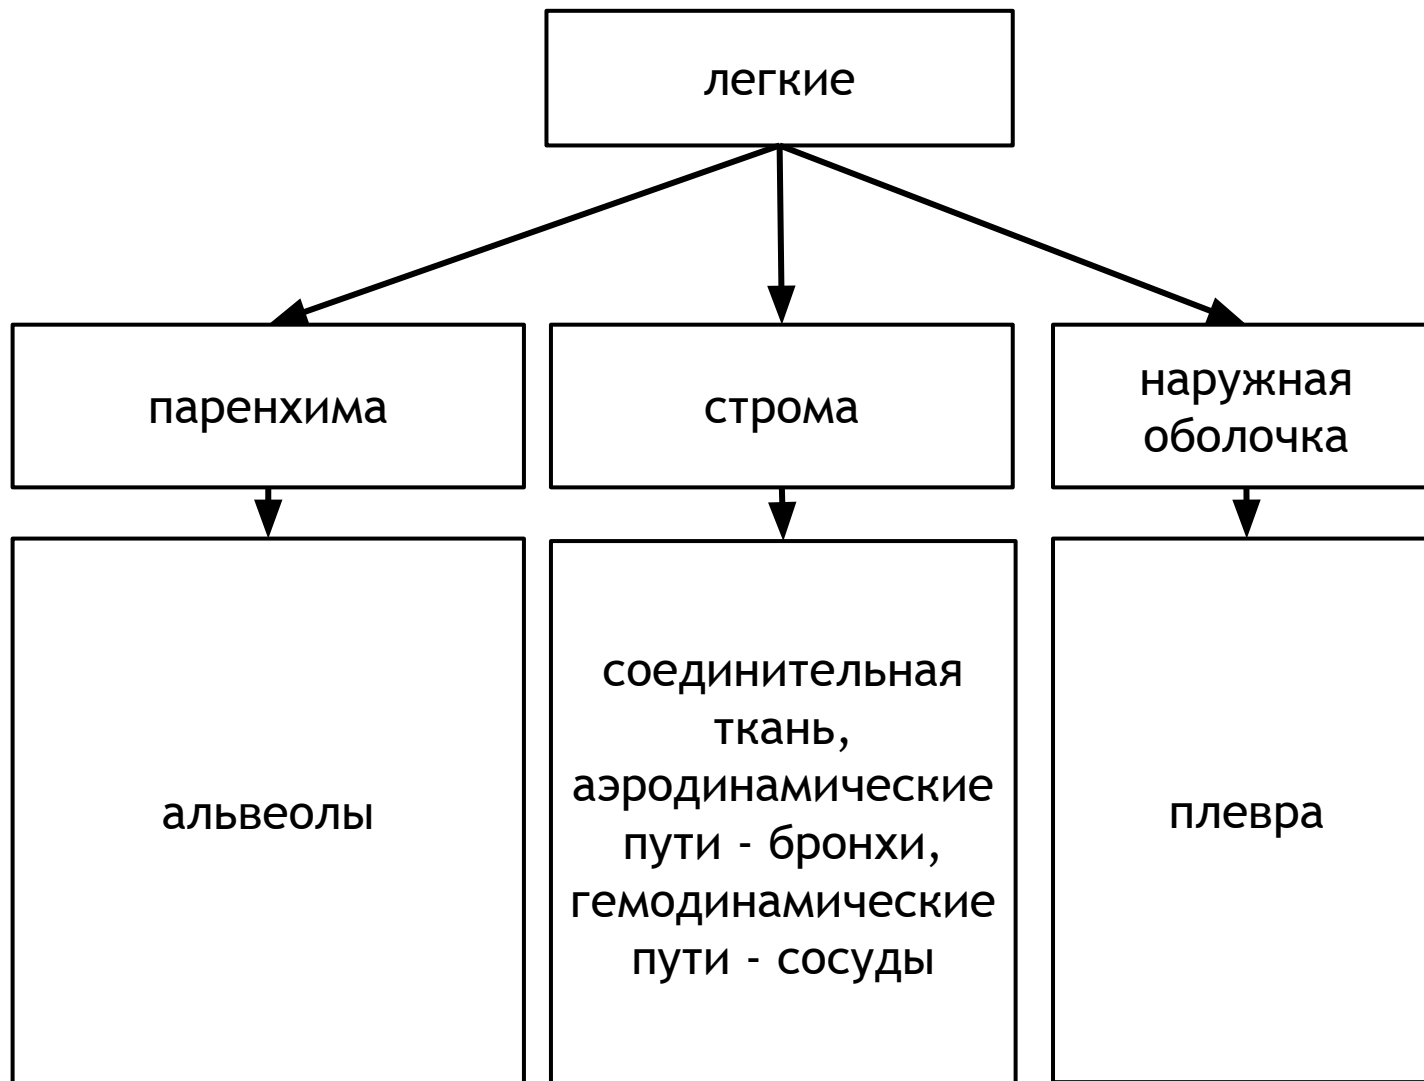 легкие
паренхима
строма
наружная
оболочка
альвеолы
соединительная
ткань,
аэродинамические
пути - бронхи,
гемодинамические
пути - сосуды
плевра